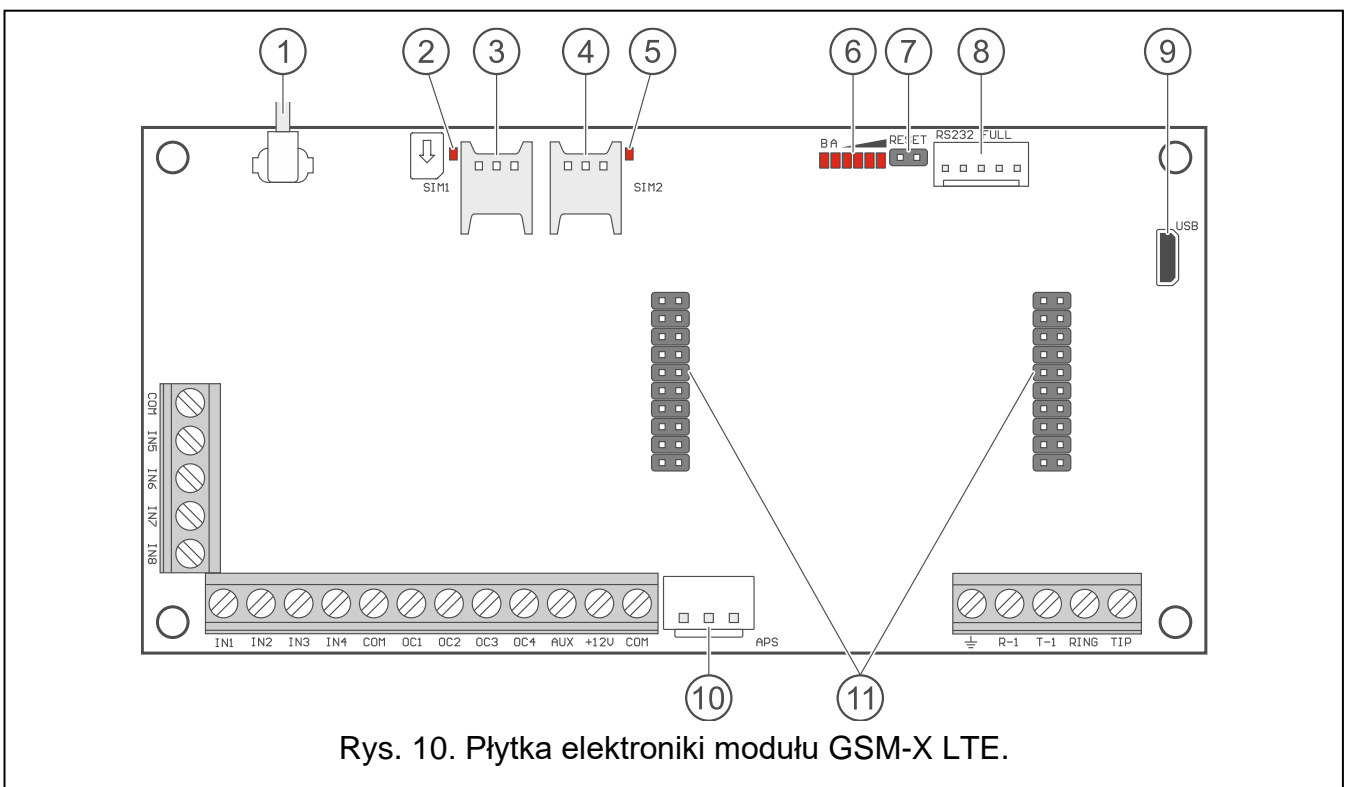 1 2 3 4 5 6 7 8 9
B A RESET RS232 FULL
SIM1 SIM2
USB
COM
IN5
IN6
IN7
IN8
IN1 IN2 IN3 IN4 COM OC1 OC2 OC3 OC4 AUX +12V COM APS R-1 T-1 RING TIP
10 11
Rys. 10. Płytka elektroniki modułu GSM-X LTE.